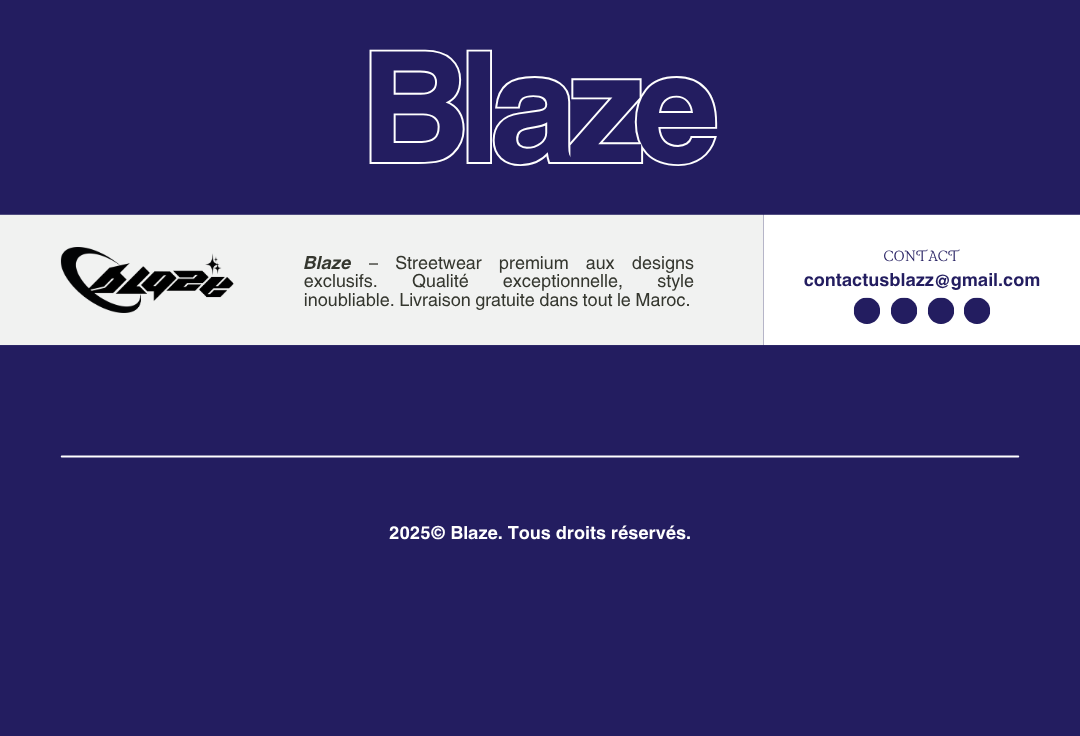 Blaze
blaze
Blaze – Streetwear premium aux designs
exclusifs. Qualité exceptionnelle, style
inoubliable. Livraison gratuite dans tout le Maroc.
CONTACT
contactusblazz@gmail.com
2025© Blaze. Tous droits réservés.